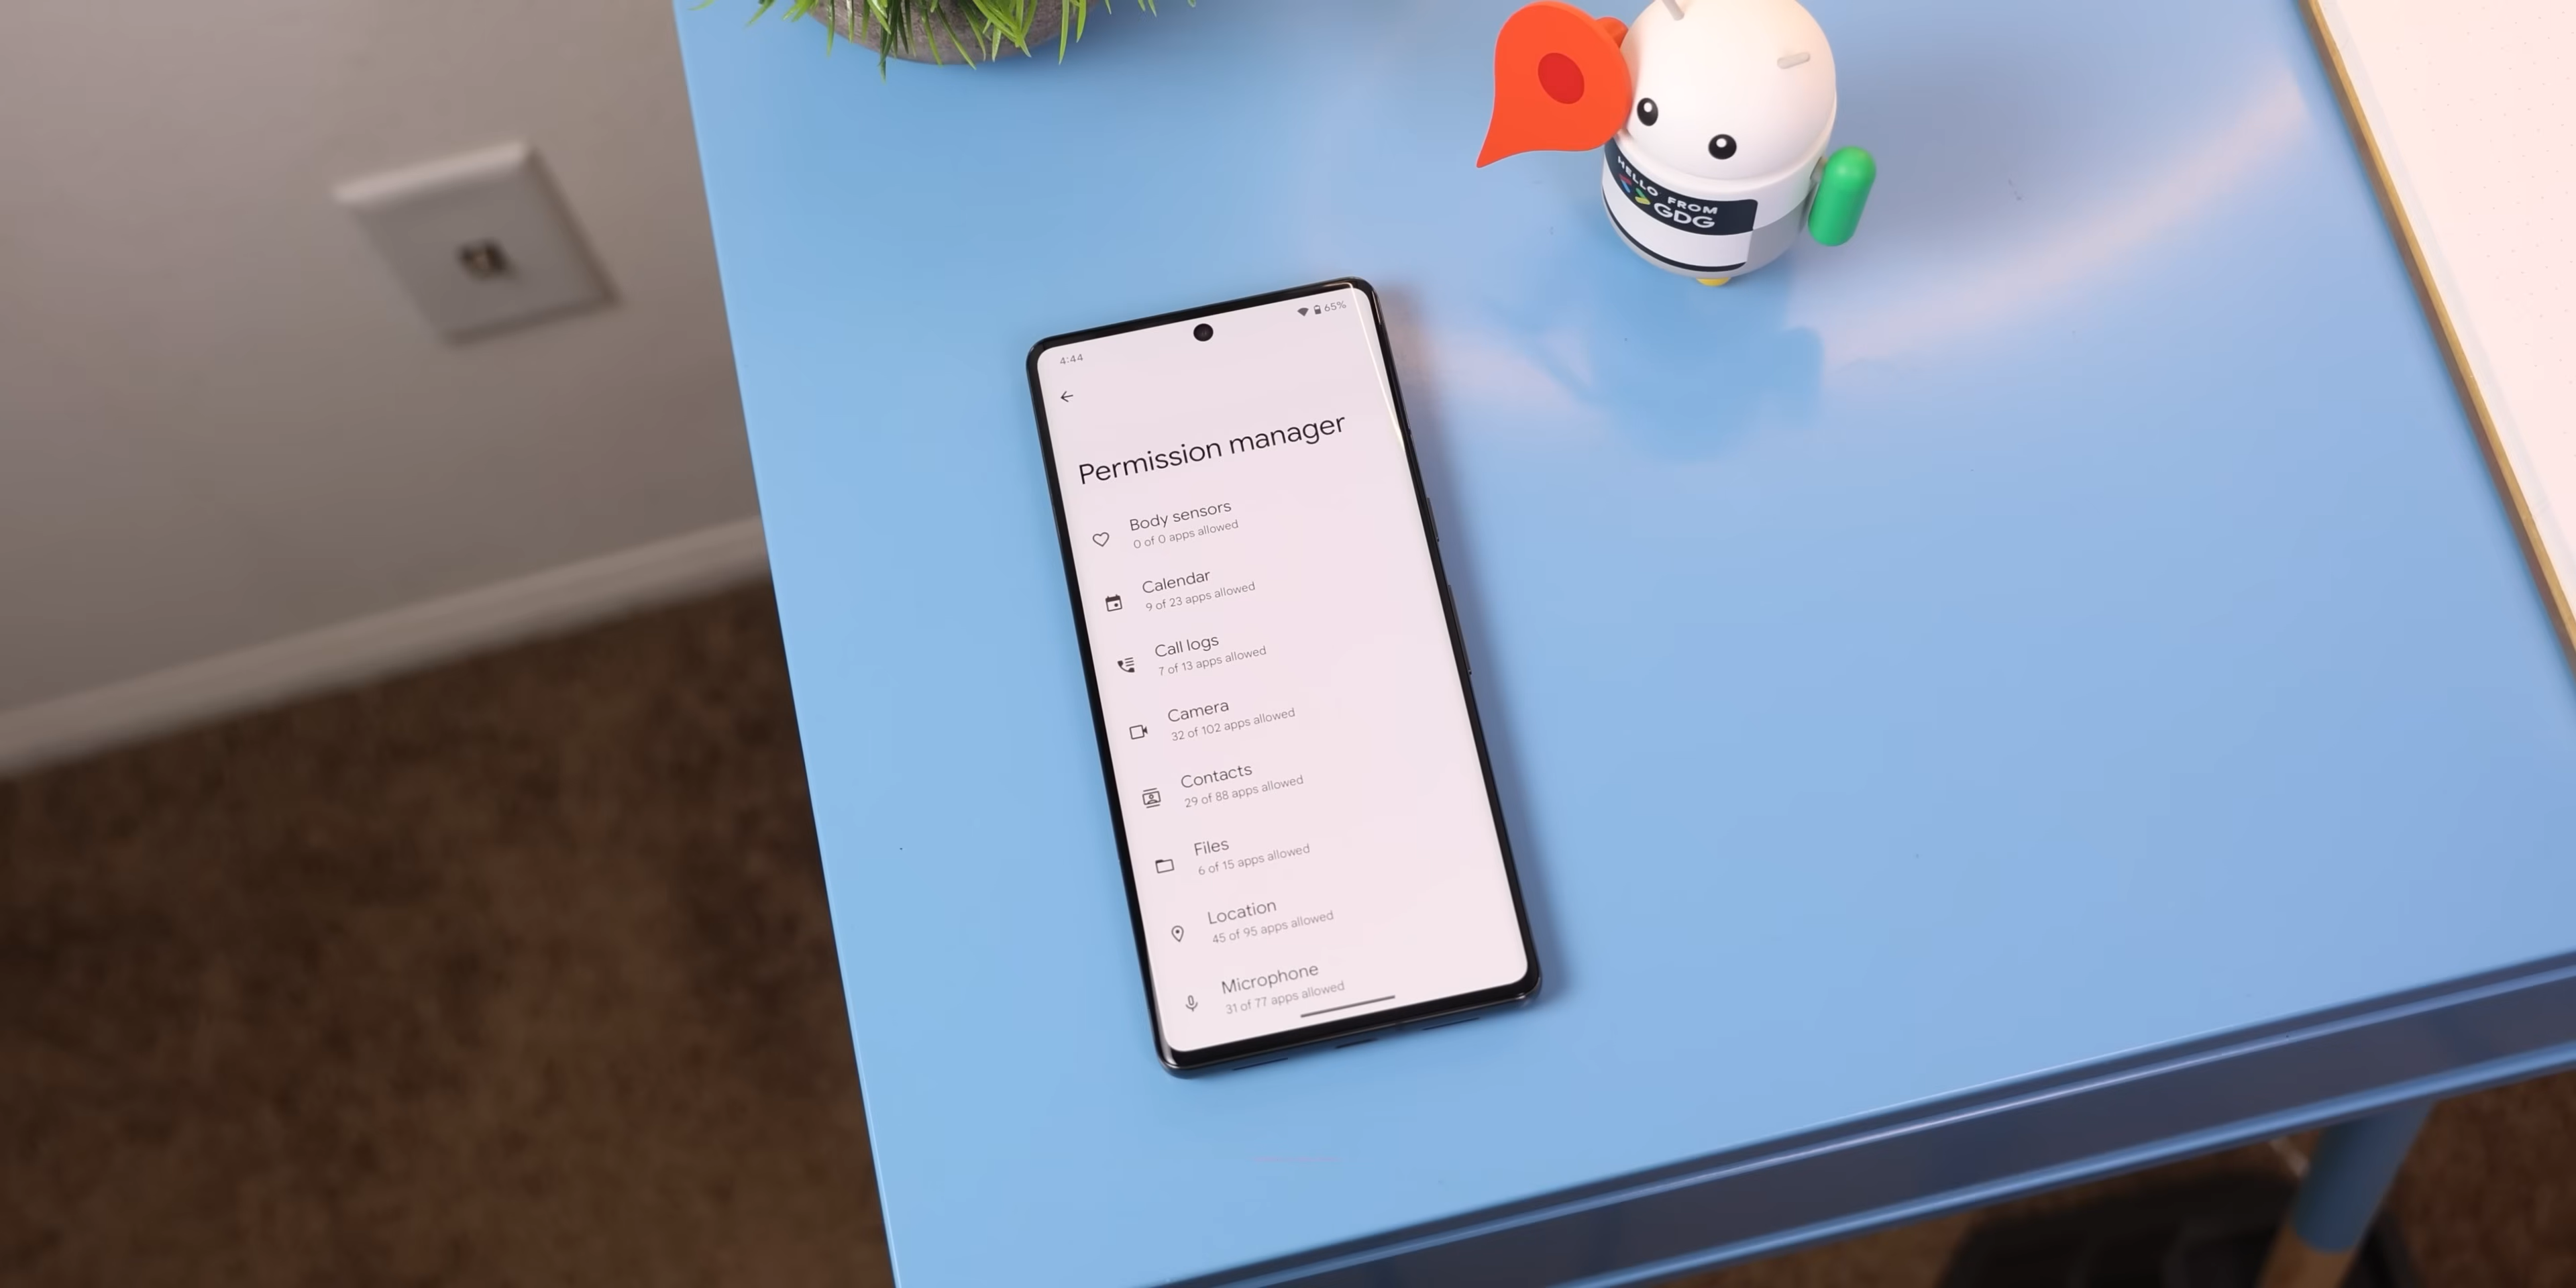 HELLO FROM
GDG
4:44
65%
Permission manager
Body sensors
0 of 0 apps allowed
Calendar
9 of 23 apps allowed
Call logs
7 of 13 apps allowed
Camera
32 of 102 apps allowed
Contacts
29 of 88 apps allowed
Files
6 of 15 apps allowed
Location
45 of 95 apps allowed
Microphone
31 of 77 apps allowed